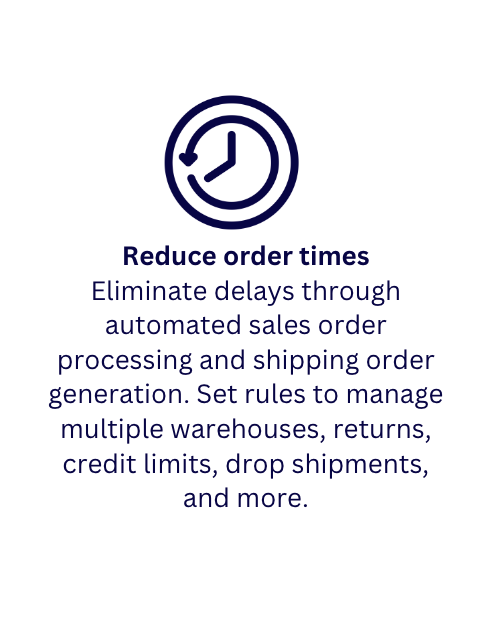 Reduce order times
Eliminate delays through
automated sales order
processing and shipping order
generation. Set rules to manage
multiple warehouses, returns,
credit limits, drop shipments,
and more.